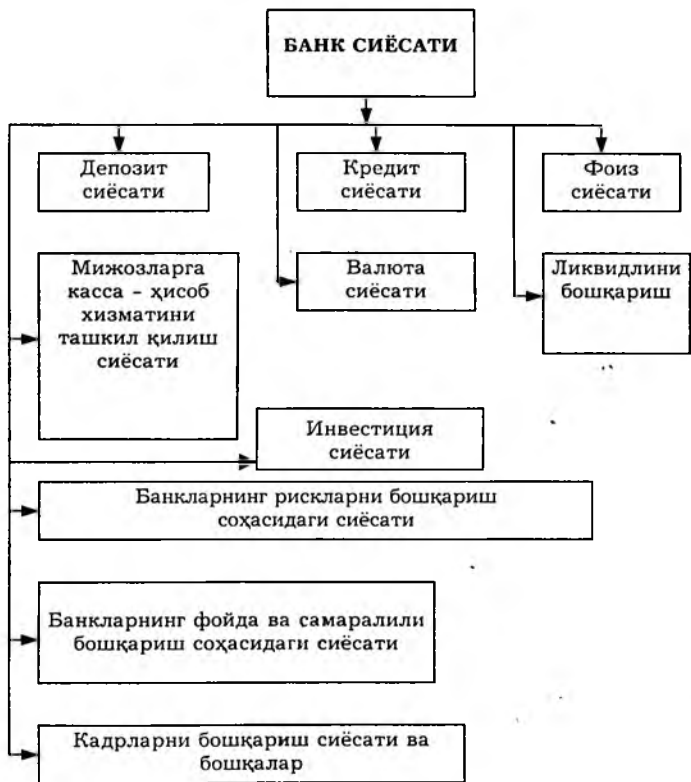 БАНК СИЁСАТИ
Депозит
сиёсати
Кредит
сиёсати
Фоиз
сиёсати
Мижозларга
касса – ҳисоб
хизматини
ташкил қилиш
сиёсати
Валюта
сиёсати
Ликвидлини
бошқариш
Инвестиция
сиёсати
Банкларнинг рискларни бошқариш
соҳасидаги сиёсати
Банкларнинг фойда ва самаралили
бошқариш соҳасидаги сиёсати
Кадрларни бошқариш сиёсати ва
бошқалар